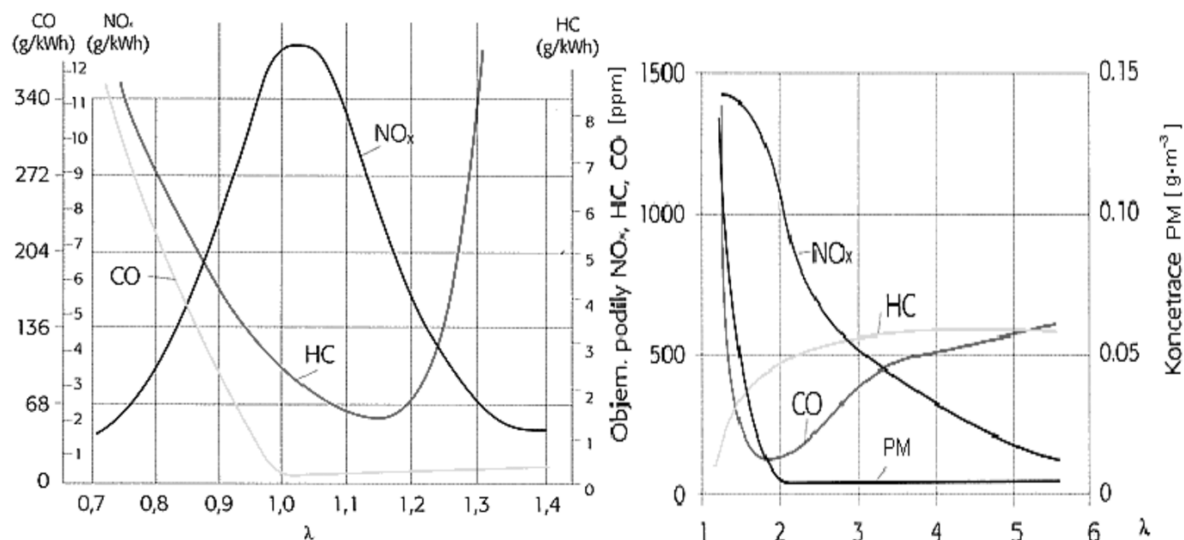 CO
(g/kWh)
NOx
(g/kWh)
HC
(g/kWh)
12
11
10
9
8
7
6
5
4
3
2
1
340
272
204
136
68
0
NOx
CO
HC
8
7
6
5
4
3
2
1
0
0,7 0,8 0,9 1,0 1,1 1,2 1,3 1,4
λ
Objem. podily NOx, HC, CO [ppm]
1500
1000
500
0
NOx
HC
CO
PM
0.15
0.10
0.05
0
Koncetrace PM [g·m-3]
1 2 3 4 5 6 λ